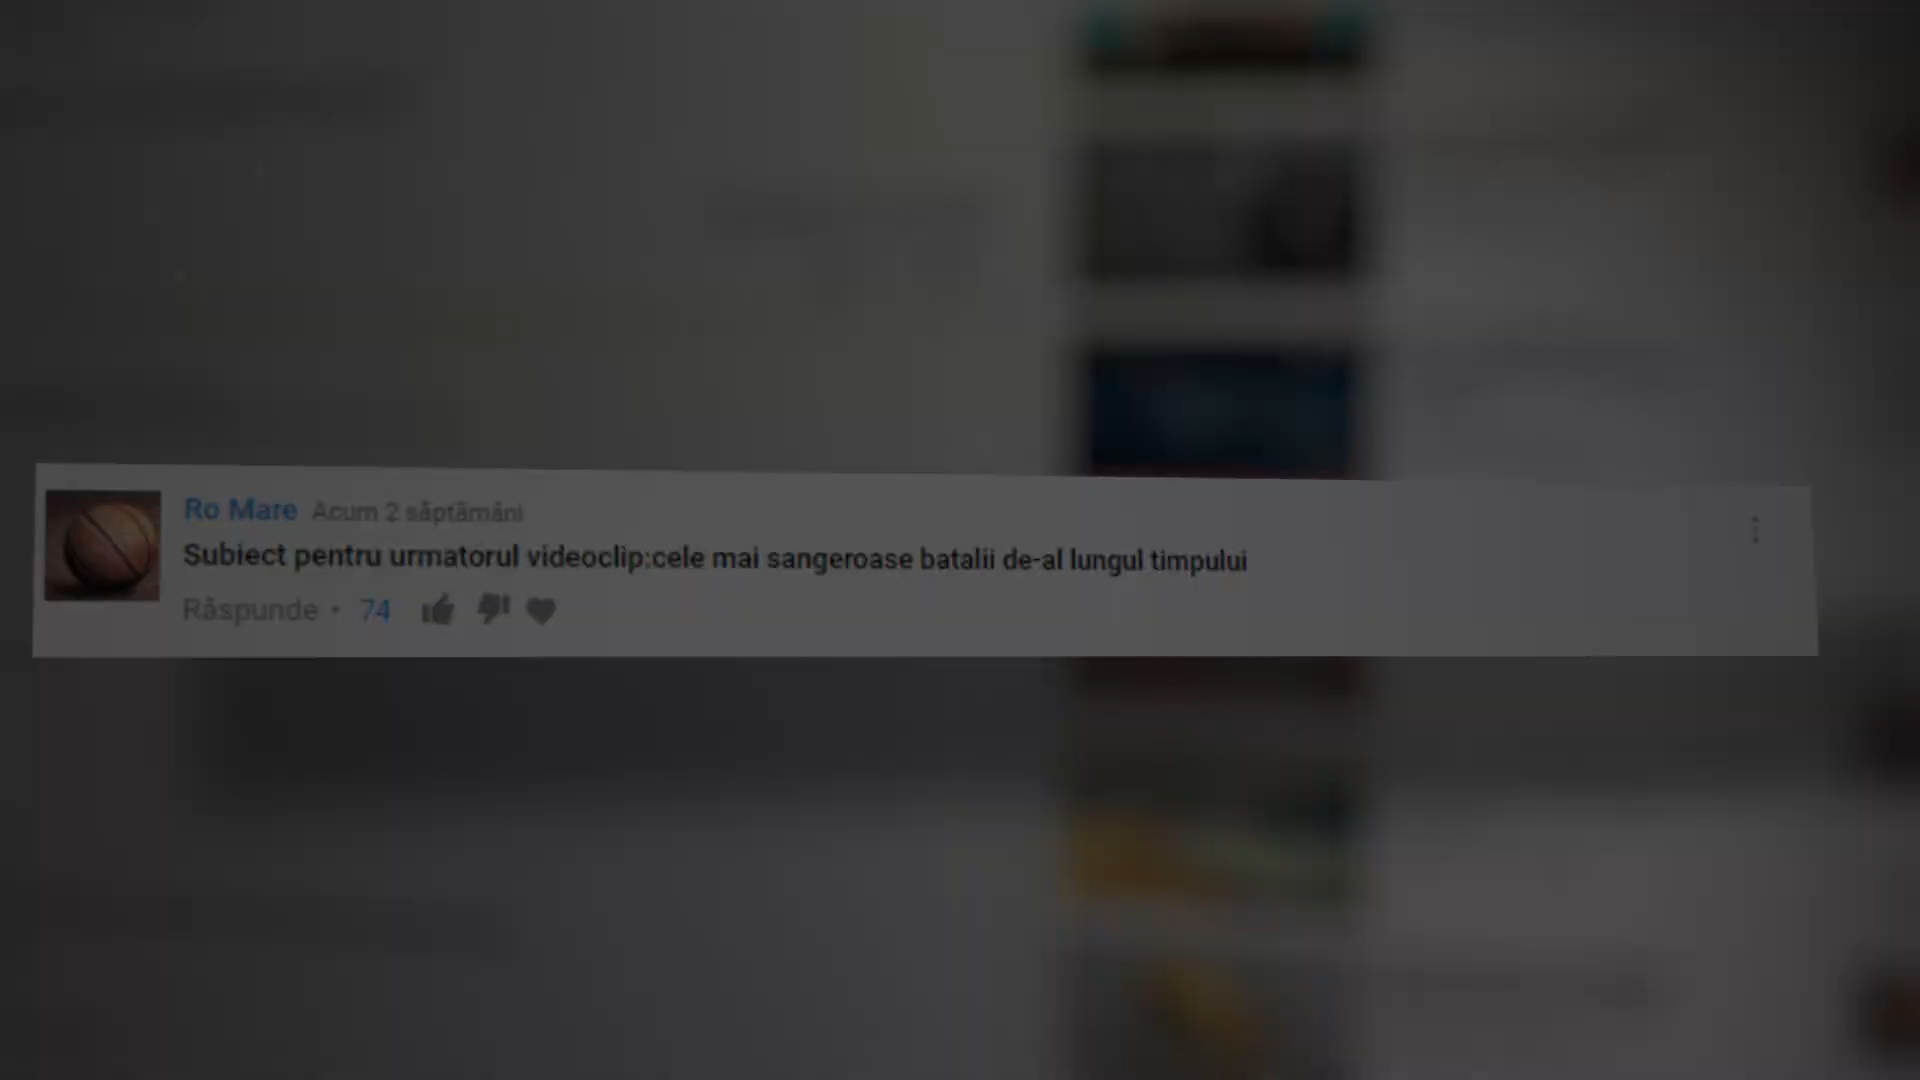 Ro Mare Acum 2 săptămâni
Subiect pentru urmatorul videoclip:cele mai sangeroase batalii de-al lungul timpului
Răspunde • 74